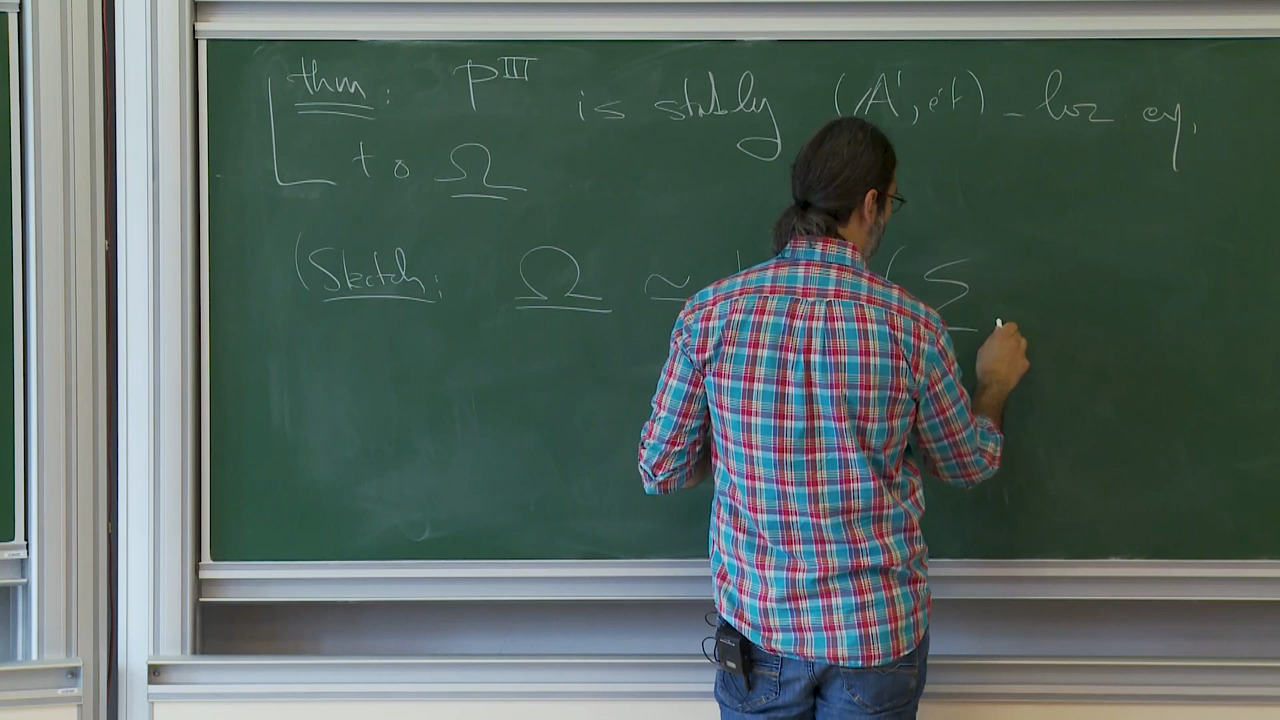 thm: P^III is stably (A¹, ét) - loc eq.
to Ω
(Sketch: Ω ≃ ( S